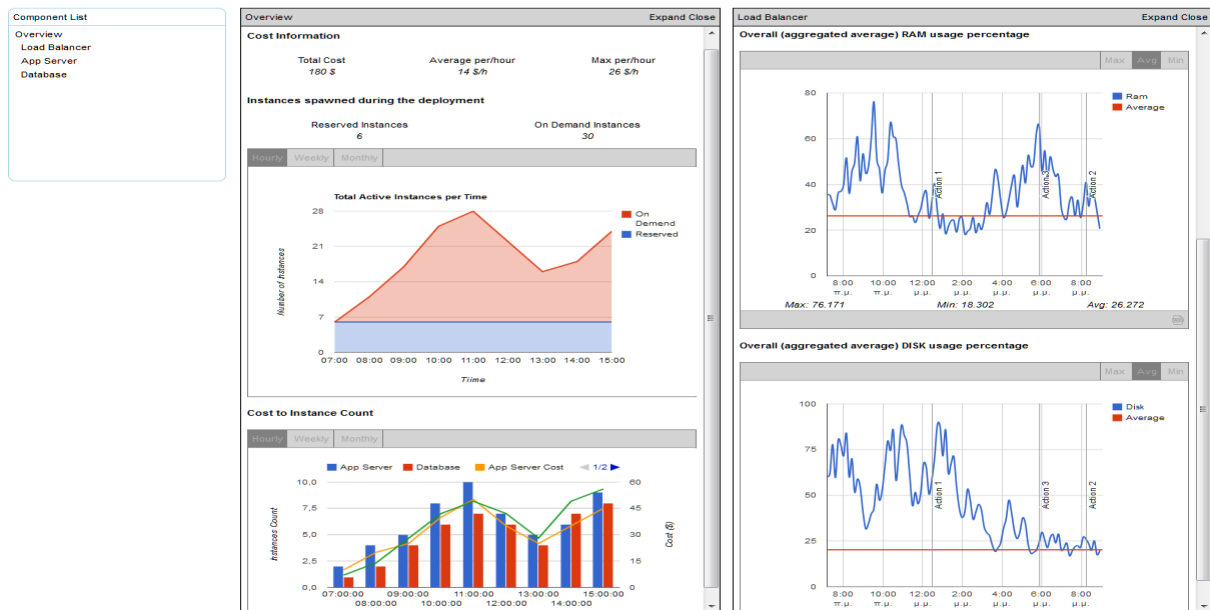 Component List
Overview
Load Balancer
App Server
Database
Overview
Expand Close
Cost Information
Total Cost Average per/hour Max per/hour
180 $ 14 $/h 26 $/h
Instances spawned during the deployment
Reserved Instances On Demand Instances
6 30
Hourly Weekly Monthly
Total Active Instances per Time
28
21
14
7
0
Number of Instances
07:00 08:00 09:00 10:00 11:00 12:00 13:00 14:00 15:00
Tiime
On
Demand
Reserved
Cost to Instance Count
Hourly Weekly Monthly
App Server Database App Server Cost 1/2
10,0
7,5
5,0
2,5
0,0
Instances Count
60
45
30
15
0
Cost ($)
07:00:00 09:00:00 11:00:00 13:00:00 15:00:00
08:00:00 10:00:00 12:00:00 14:00:00
Load Balancer
Expand Close
Overall (aggregated average) RAM usage percentage
Max Avg Min
80
60
40
20
0
Ram
Average
Action 1
Action 3
Action 2
8:00 10:00 12:00 2:00 4:00 6:00 8:00
π.μ. π.μ. μ.μ. μ.μ. μ.μ. μ.μ. μ.μ.
Max: 76.171 Min: 18.302 Avg: 26.272
Overall (aggregated average) DISK usage percentage
Max Avg Min
100
75
50
25
0
Disk
Average
Action 1
Action 3
Action 2
8:00 10:00 12:00 2:00 4:00 6:00 8:00
π.μ. π.μ. μ.μ. μ.μ. μ.μ. μ.μ. μ.μ.